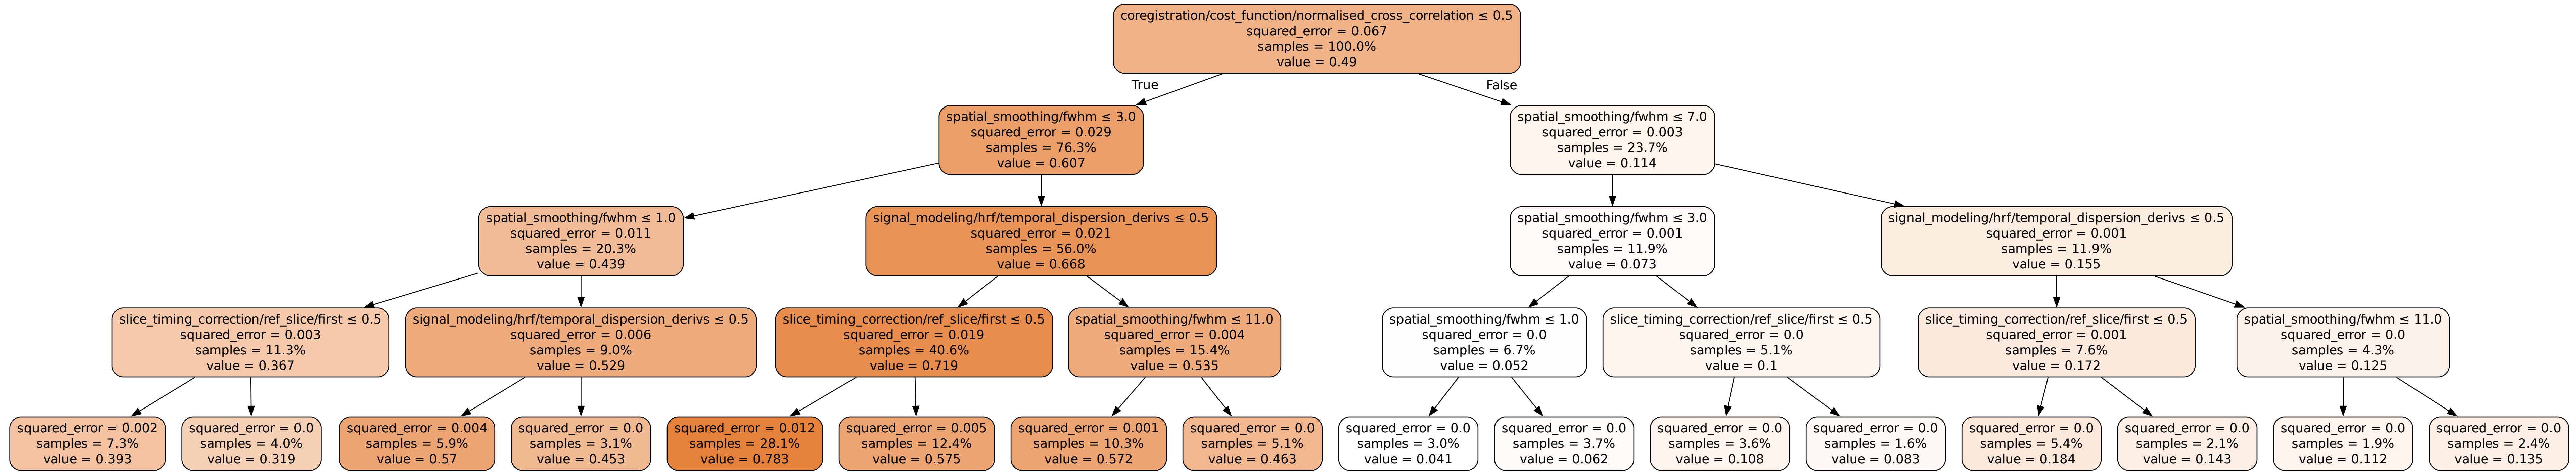 coregistration/cost_function/normalised_cross_correlation ≤ 0.5
squared_error = 0.067
samples = 100.0%
value = 0.49
True
False
spatial_smoothing/fwhm ≤ 3.0
squared_error = 0.029
samples = 76.3%
value = 0.607
spatial_smoothing/fwhm ≤ 7.0
squared_error = 0.003
samples = 23.7%
value = 0.114
spatial_smoothing/fwhm ≤ 1.0
squared_error = 0.011
samples = 20.3%
value = 0.439
signal_modeling/hrf/temporal_dispersion_derivs ≤ 0.5
squared_error = 0.021
samples = 56.0%
value = 0.668
spatial_smoothing/fwhm ≤ 3.0
squared_error = 0.001
samples = 11.9%
value = 0.073
signal_modeling/hrf/temporal_dispersion_derivs ≤ 0.5
squared_error = 0.001
samples = 11.9%
value = 0.155
slice_timing_correction/ref_slice/first ≤ 0.5
squared_error = 0.003
samples = 11.3%
value = 0.367
signal_modeling/hrf/temporal_dispersion_derivs ≤ 0.5
squared_error = 0.006
samples = 9.0%
value = 0.529
slice_timing_correction/ref_slice/first ≤ 0.5
squared_error = 0.019
samples = 40.6%
value = 0.719
spatial_smoothing/fwhm ≤ 11.0
squared_error = 0.004
samples = 15.4%
value = 0.535
spatial_smoothing/fwhm ≤ 1.0
squared_error = 0.0
samples = 6.7%
value = 0.052
slice_timing_correction/ref_slice/first ≤ 0.5
squared_error = 0.0
samples = 5.1%
value = 0.1
slice_timing_correction/ref_slice/first ≤ 0.5
squared_error = 0.001
samples = 7.6%
value = 0.172
spatial_smoothing/fwhm ≤ 11.0
squared_error = 0.0
samples = 4.3%
value = 0.125
squared_error = 0.002
samples = 7.3%
value = 0.393
squared_error = 0.0
samples = 4.0%
value = 0.319
squared_error = 0.004
samples = 5.9%
value = 0.57
squared_error = 0.0
samples = 3.1%
value = 0.453
squared_error = 0.012
samples = 28.1%
value = 0.783
squared_error = 0.005
samples = 12.4%
value = 0.575
squared_error = 0.001
samples = 10.3%
value = 0.572
squared_error = 0.0
samples = 5.1%
value = 0.463
squared_error = 0.0
samples = 3.0%
value = 0.041
squared_error = 0.0
samples = 3.7%
value = 0.062
squared_error = 0.0
samples = 3.6%
value = 0.108
squared_error = 0.0
samples = 1.6%
value = 0.083
squared_error = 0.0
samples = 5.4%
value = 0.184
squared_error = 0.0
samples = 2.1%
value = 0.143
squared_error = 0.0
samples = 1.9%
value = 0.112
squared_error = 0.0
samples = 2.4%
value = 0.135